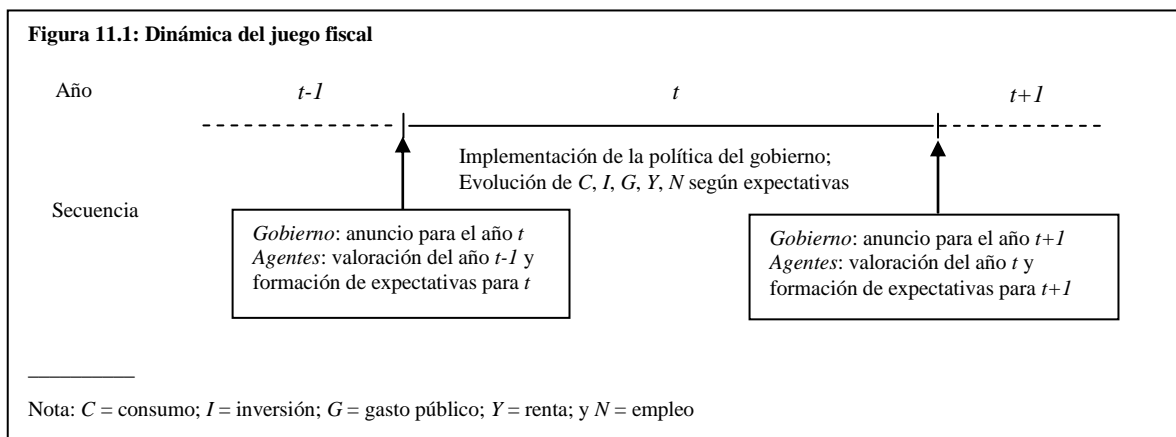 Figura 11.1: Dinámica del juego fiscal
Año
t-1
t
t+1
Implementación de la política del gobierno;
Evolución de C, I, G, Y, N según expectativas
Secuencia
Gobierno: anuncio para el año t
Agentes: valoración del año t-1 y
formación de expectativas para t
Gobierno: anuncio para el año t+1
Agentes: valoración del año t y
formación de expectativas para t+1
Nota: C = consumo; I = inversión; G = gasto público; Y = renta; y N = empleo